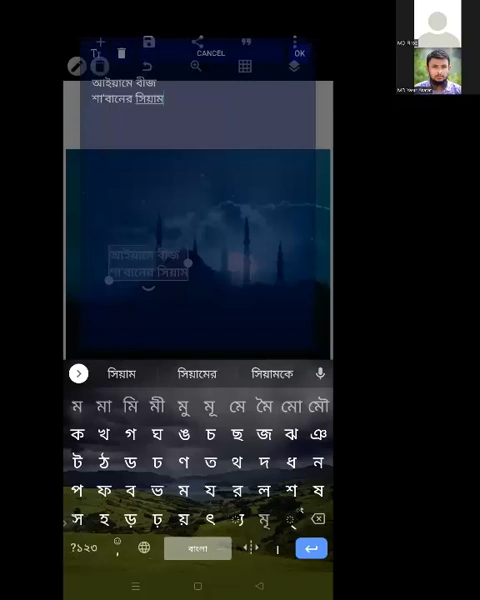 CANCEL OK
আইয়ামে বীজ
শা'বানের সিয়াম
আইয়ামে বীজ
শা'বানের সিয়াম
সিয়াম সিয়ামের সিয়ামকে
ম মা মি মী মু মূ মে মৈ মো মৌ
ক খ গ ঘ ঙ চ ছ জ ঝ ঞ
ট ঠ ড ঢ ণ ত থ দ ধ ন
প ফ ব ভ ম য র ল শ ষ
স হ ড় ঢ় য় ৎ ্য মৃ ্
?১২৩ , বাংলা ।